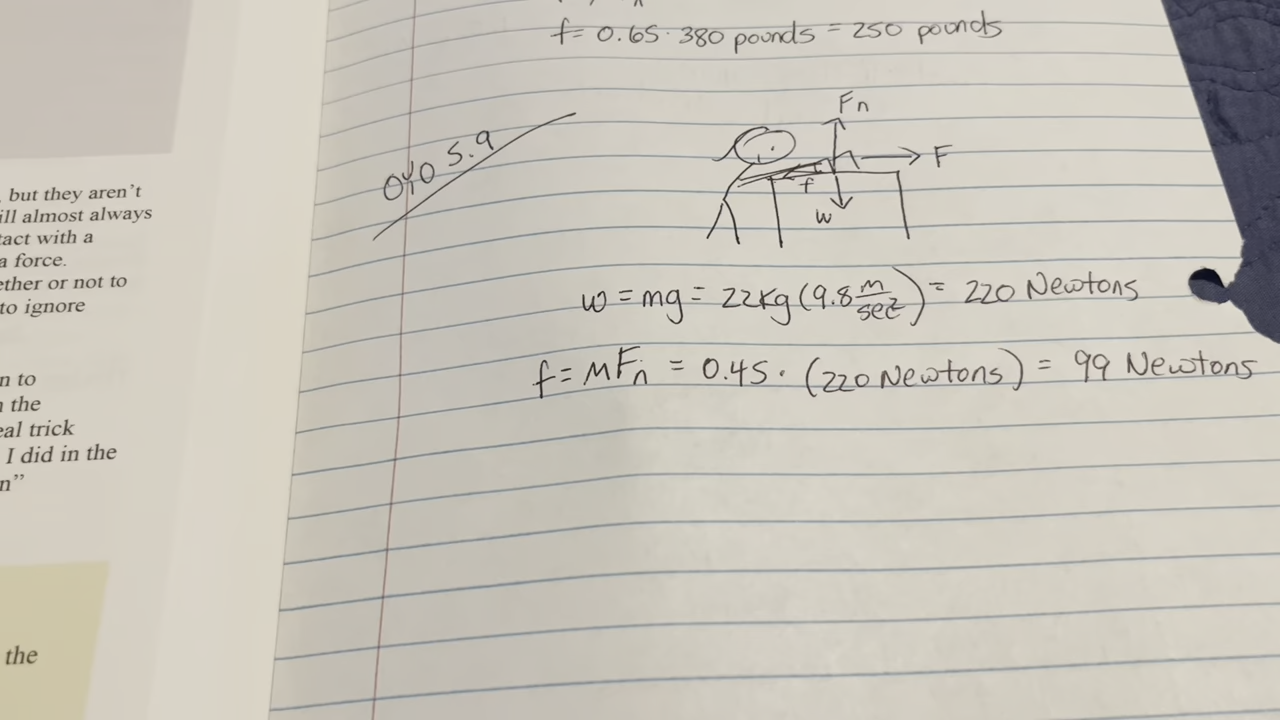 f = 0.65 · 380 pounds = 250 pounds
OYO 5.9
Fn
F
f
w
w = mg = 22kg (9.8 m/sec²) = 220 Newtons
f = μFn = 0.45 · (220 Newtons) = 99 Newtons
, but they aren't
ill almost always
tact with a
a force.
ether or not to
to ignore
n to
n the
eal trick
I did in the
n"
the